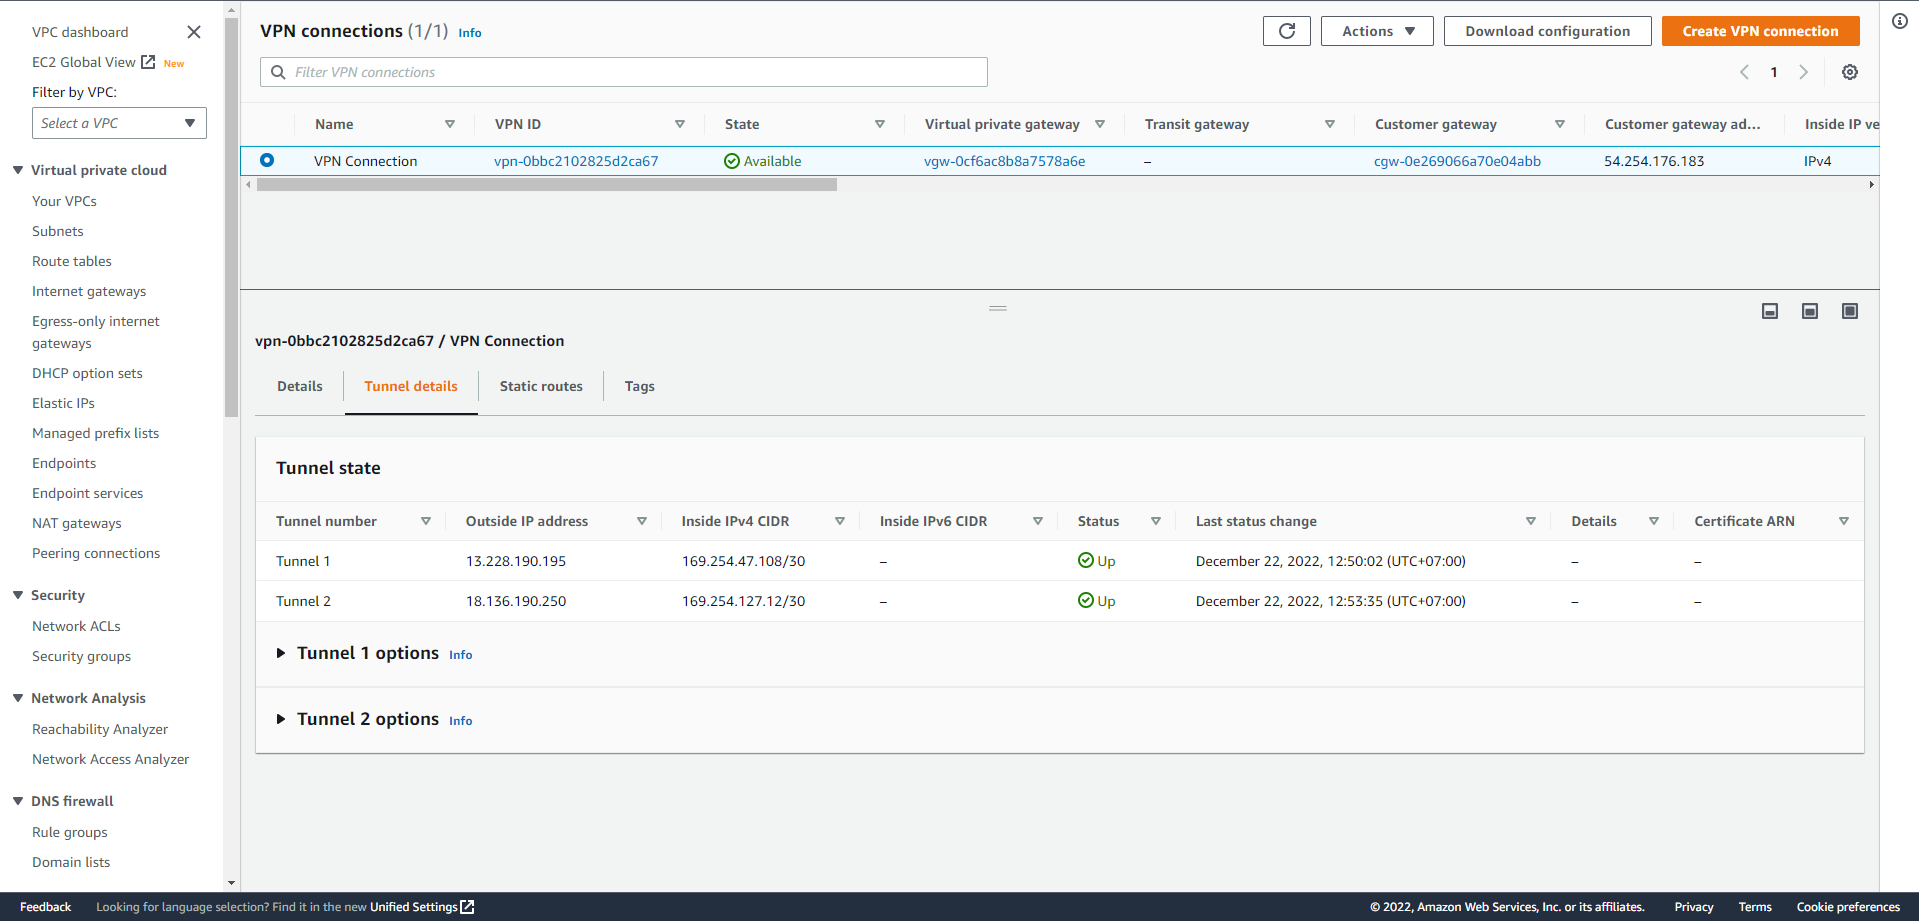 VPC dashboard
EC2 Global View New
Filter by VPC:
Select a VPC
Virtual private cloud
Your VPCs
Subnets
Route tables
Internet gateways
Egress-only internet
gateways
DHCP option sets
Elastic IPs
Managed prefix lists
Endpoints
Endpoint services
NAT gateways
Peering connections
Security
Network ACLs
Security groups
Network Analysis
Reachability Analyzer
Network Access Analyzer
DNS firewall
Rule groups
Domain lists
VPN connections (1/1) Info
Actions
Download configuration
Create VPN connection
Filter VPN connections
1
Name VPN ID State Virtual private gateway Transit gateway Customer gateway Customer gateway ad... Inside IP ve
VPN Connection vpn-0bbc2102825d2ca67 Available vgw-0cf6ac8b8a7578a6e – cgw-0e269066a70e04abb 54.254.176.183 IPv4
vpn-0bbc2102825d2ca67 / VPN Connection
Details Tunnel details Static routes Tags
Tunnel state
Tunnel number Outside IP address Inside IPv4 CIDR Inside IPv6 CIDR Status Last status change Details Certificate ARN
Tunnel 1 13.228.190.195 169.254.47.108/30 – Up December 22, 2022, 12:50:02 (UTC+07:00) – –
Tunnel 2 18.136.190.250 169.254.127.12/30 – Up December 22, 2022, 12:53:35 (UTC+07:00) – –
Tunnel 1 options Info
Tunnel 2 options Info
Feedback Looking for language selection? Find it in the new Unified Settings © 2022, Amazon Web Services, Inc. or its affiliates. Privacy Terms Cookie preferences